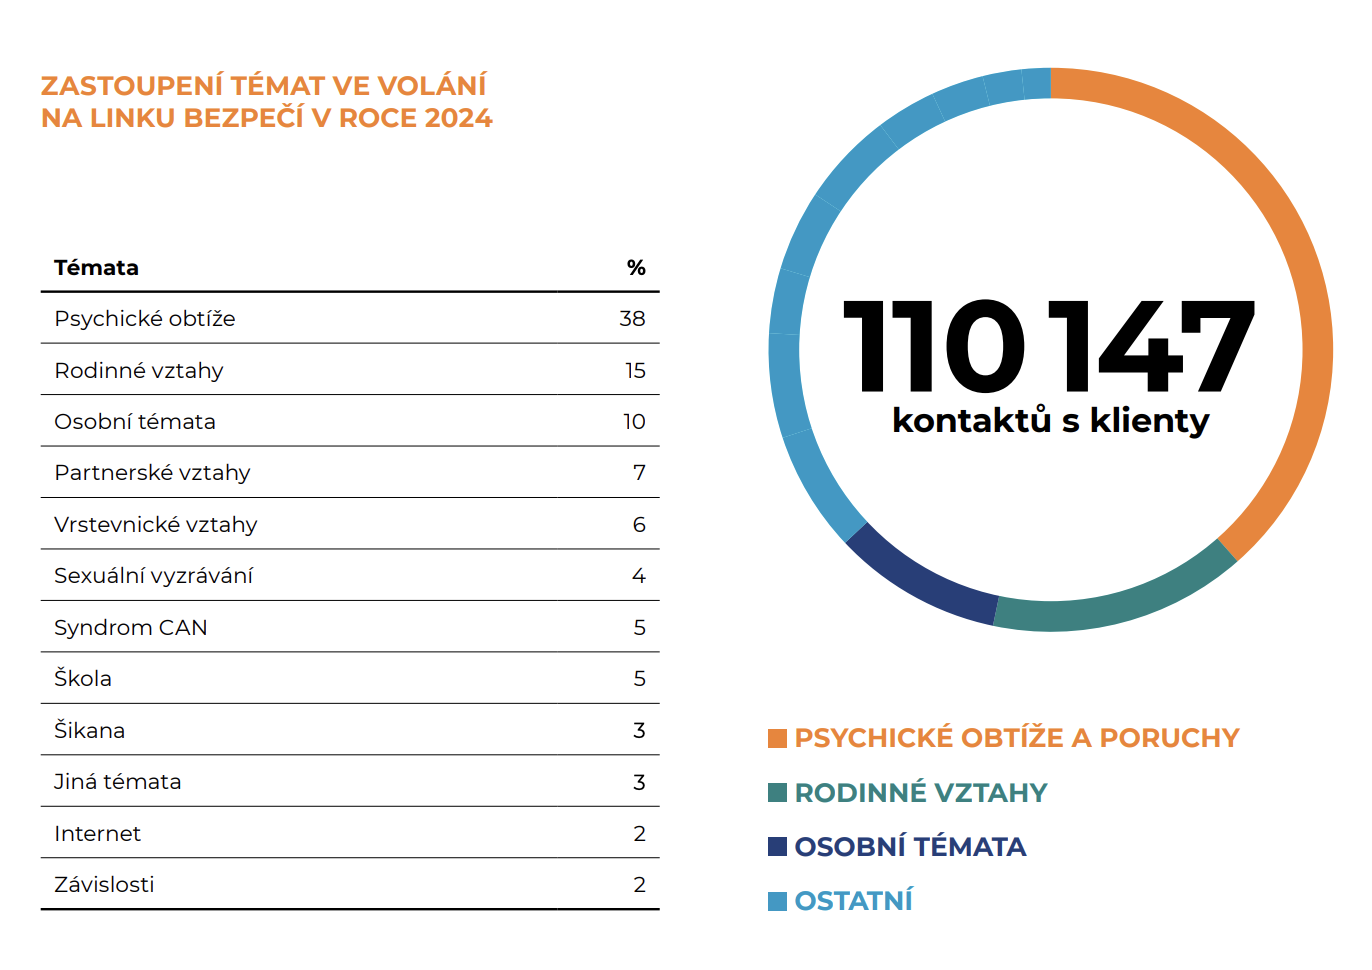 ZASTOUPENÍ TÉMAT VE VOLÁNÍ
NA LINKU BEZPEČÍ V ROCE 2024
Témata %
Psychické obtíže 38
Rodinné vztahy 15
Osobní témata 10
Partnerské vztahy 7
Vrstevnické vztahy 6
Sexuální vyzrávání 4
Syndrom CAN 5
Škola 5
Šikana 3
Jiná témata 3
Internet 2
Závislosti 2
110 147
kontaktů s klienty
PSYCHICKÉ OBTÍŽE A PORUCHY
RODINNÉ VZTAHY
OSOBNÍ TÉMATA
OSTATNÍ